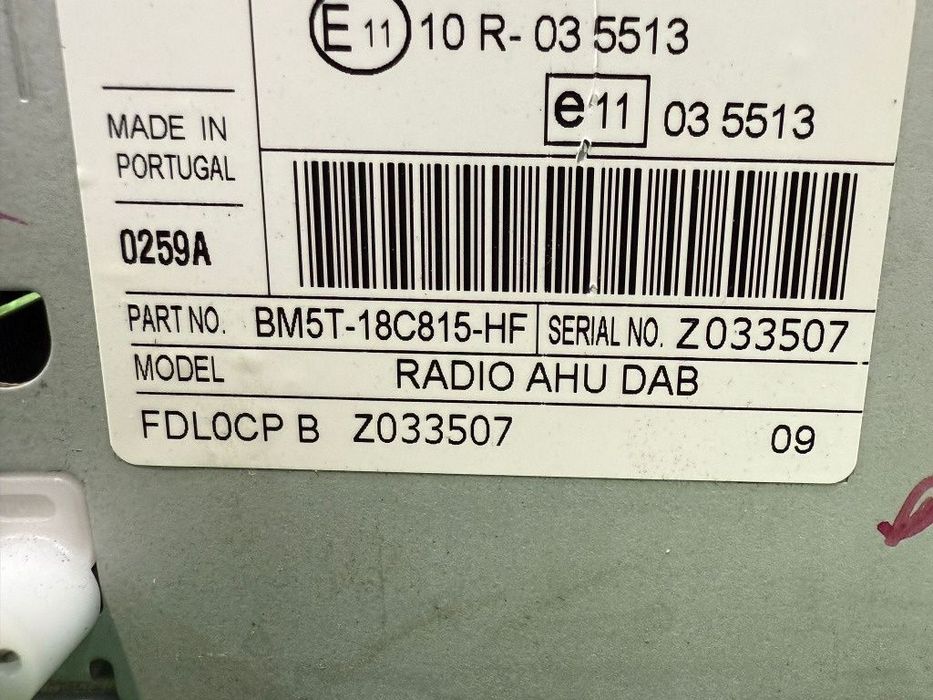 E 11 10 R- 03 5513
e 11 03 5513
MADE IN
PORTUGAL
0259A
PART NO. BM5T-18C815-HF SERIAL NO. Z033507
MODEL RADIO AHU DAB
FDL0CP B Z033507 09